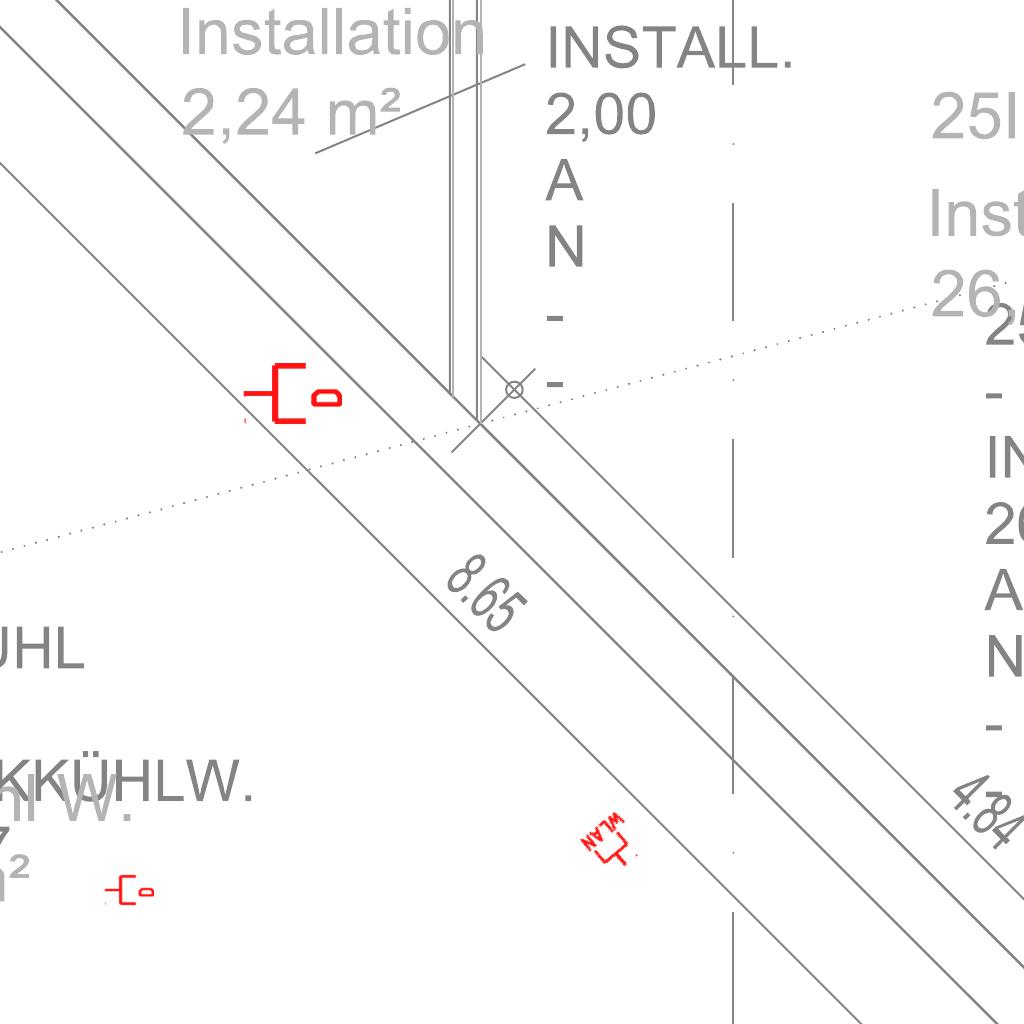 Installation
2,24 m²
INSTALL.
2,00
A
N
-
-
25I
Inst
26,
25
-
IN
26
A
N
-
-
8.65
4.84
ÜHL
KKÜHLW.
hl W.
7
m²
D
WLAN
D